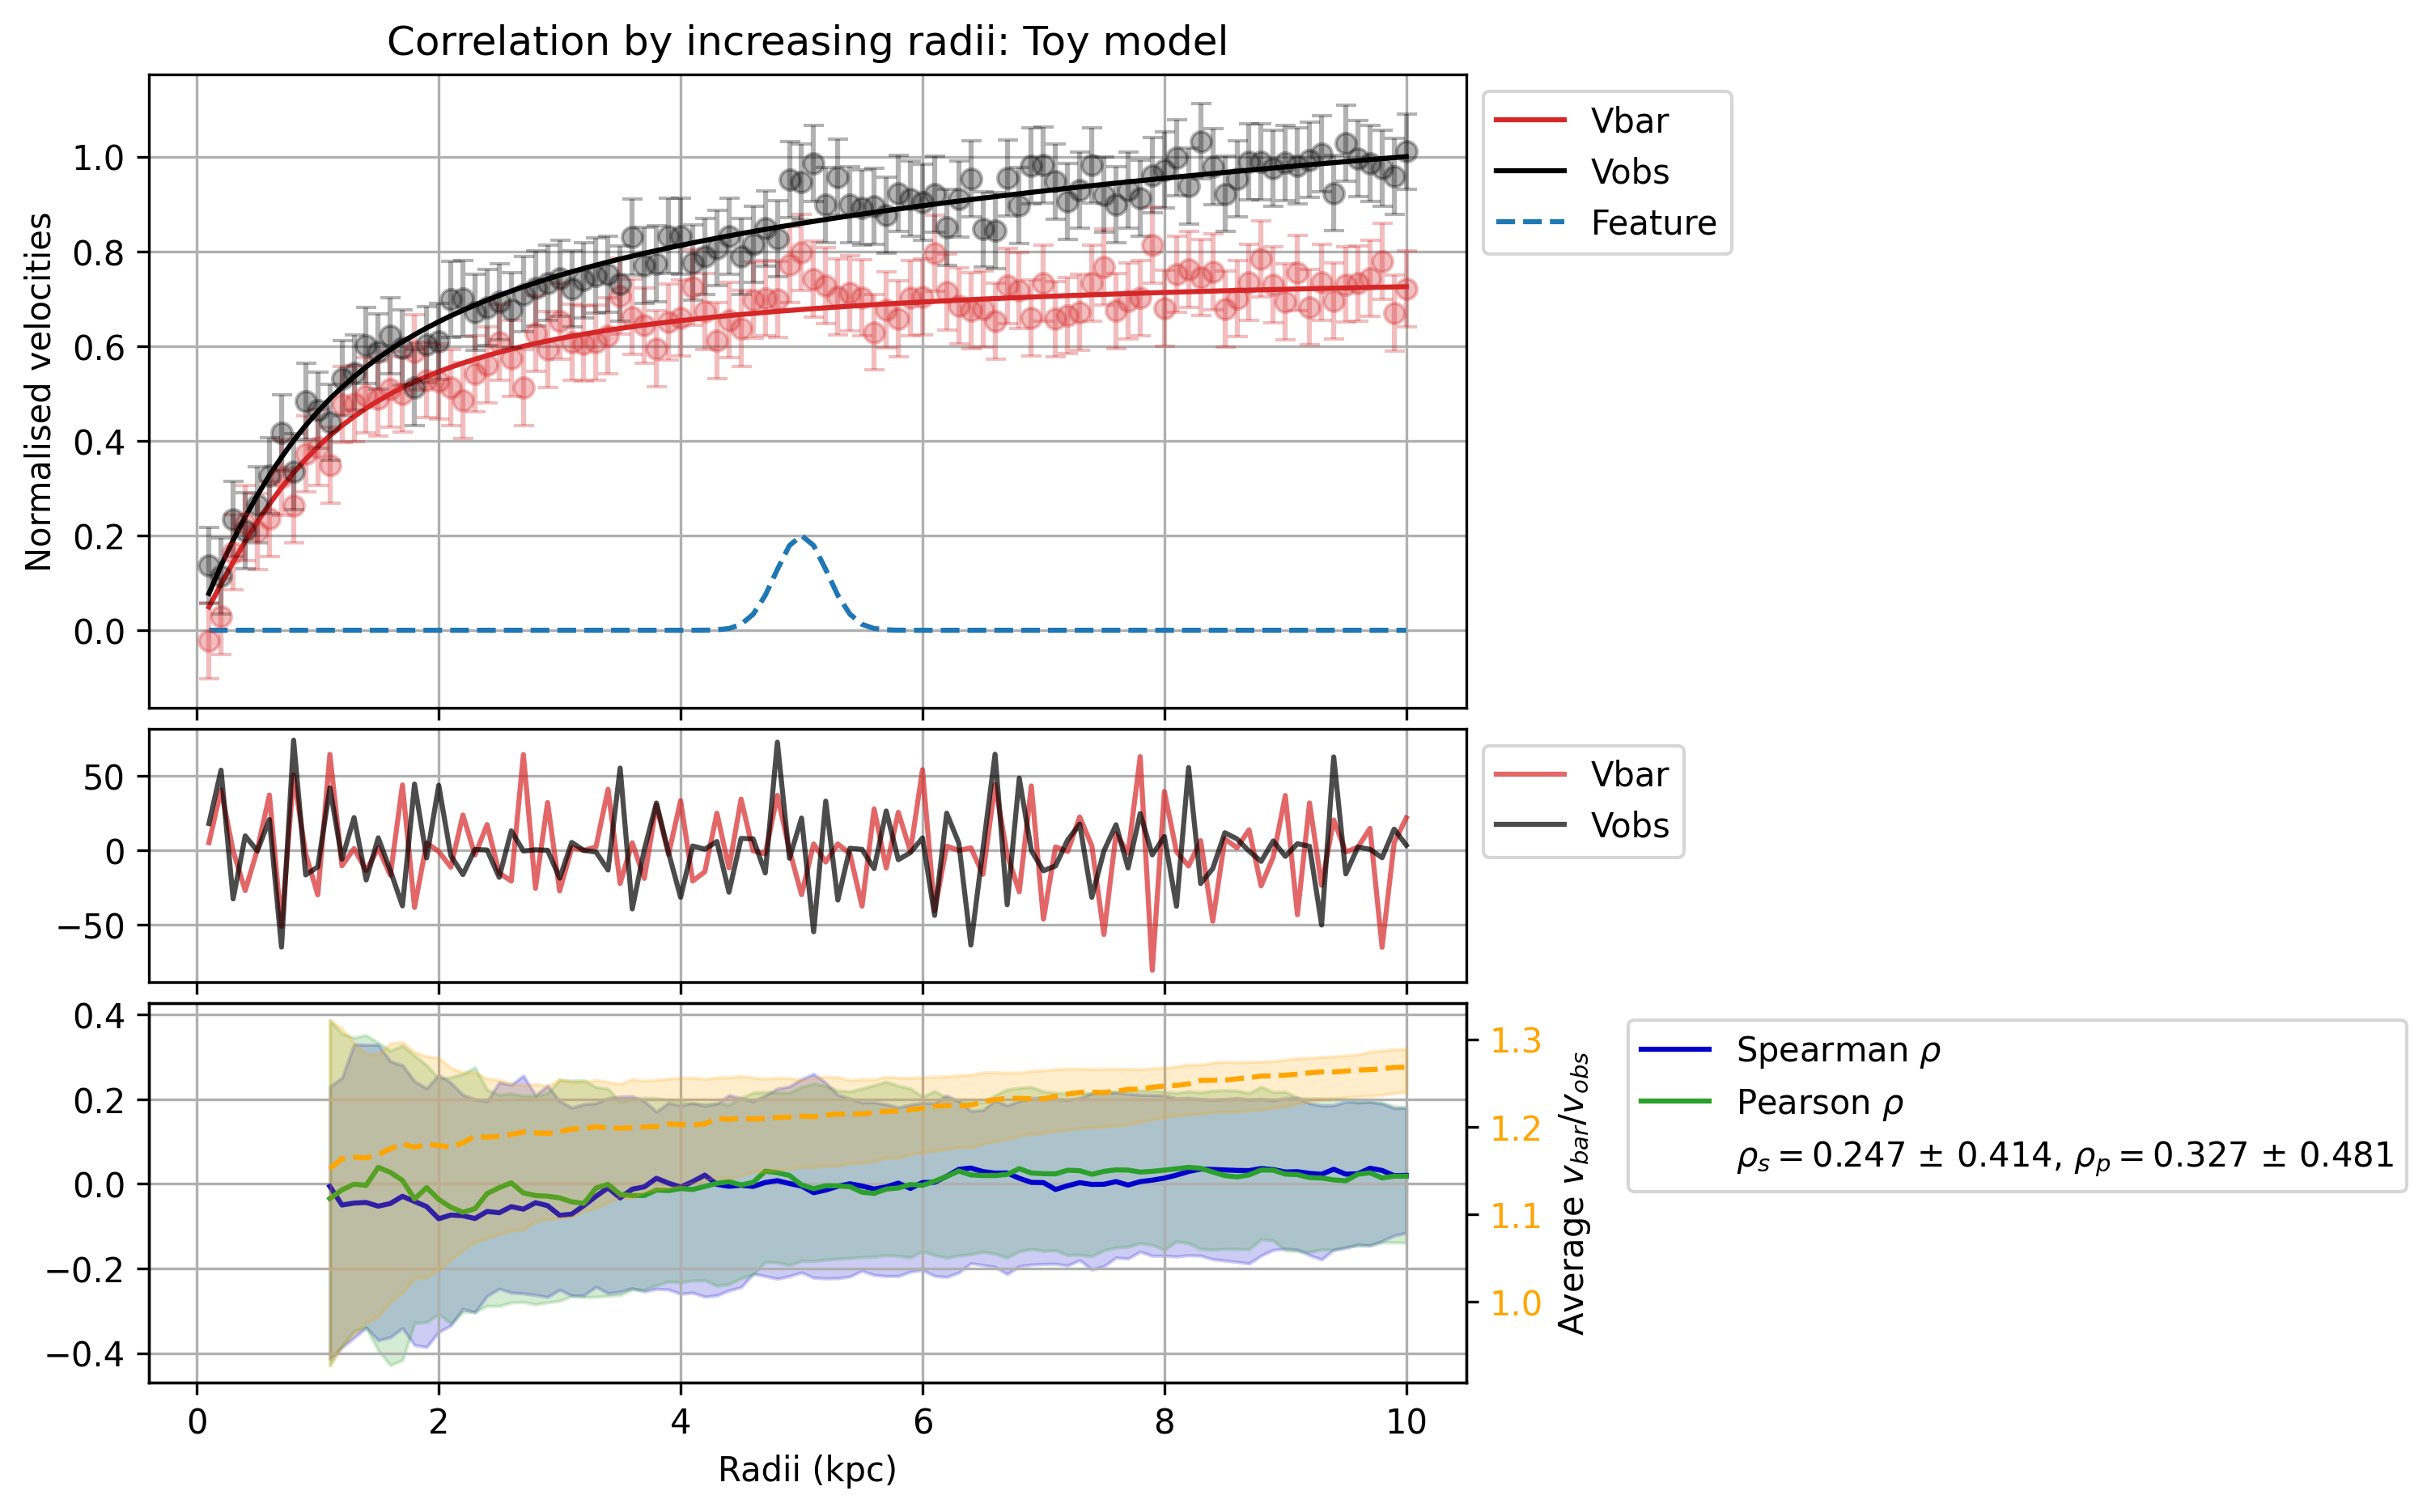 Correlation by increasing radii: Toy model
Normalised velocities
1.0
0.8
0.6
0.4
0.2
0.0
Vbar
Vobs
Feature
50
0
−50
Vbar
Vobs
0.4
0.2
0.0
−0.2
−0.4
1.3
1.2
1.1
1.0
Average v_bar/v_obs
Spearman ρ
Pearson ρ
ρ_s = 0.247 ± 0.414, ρ_p = 0.327 ± 0.481
0 2 4 6 8 10
Radii (kpc)